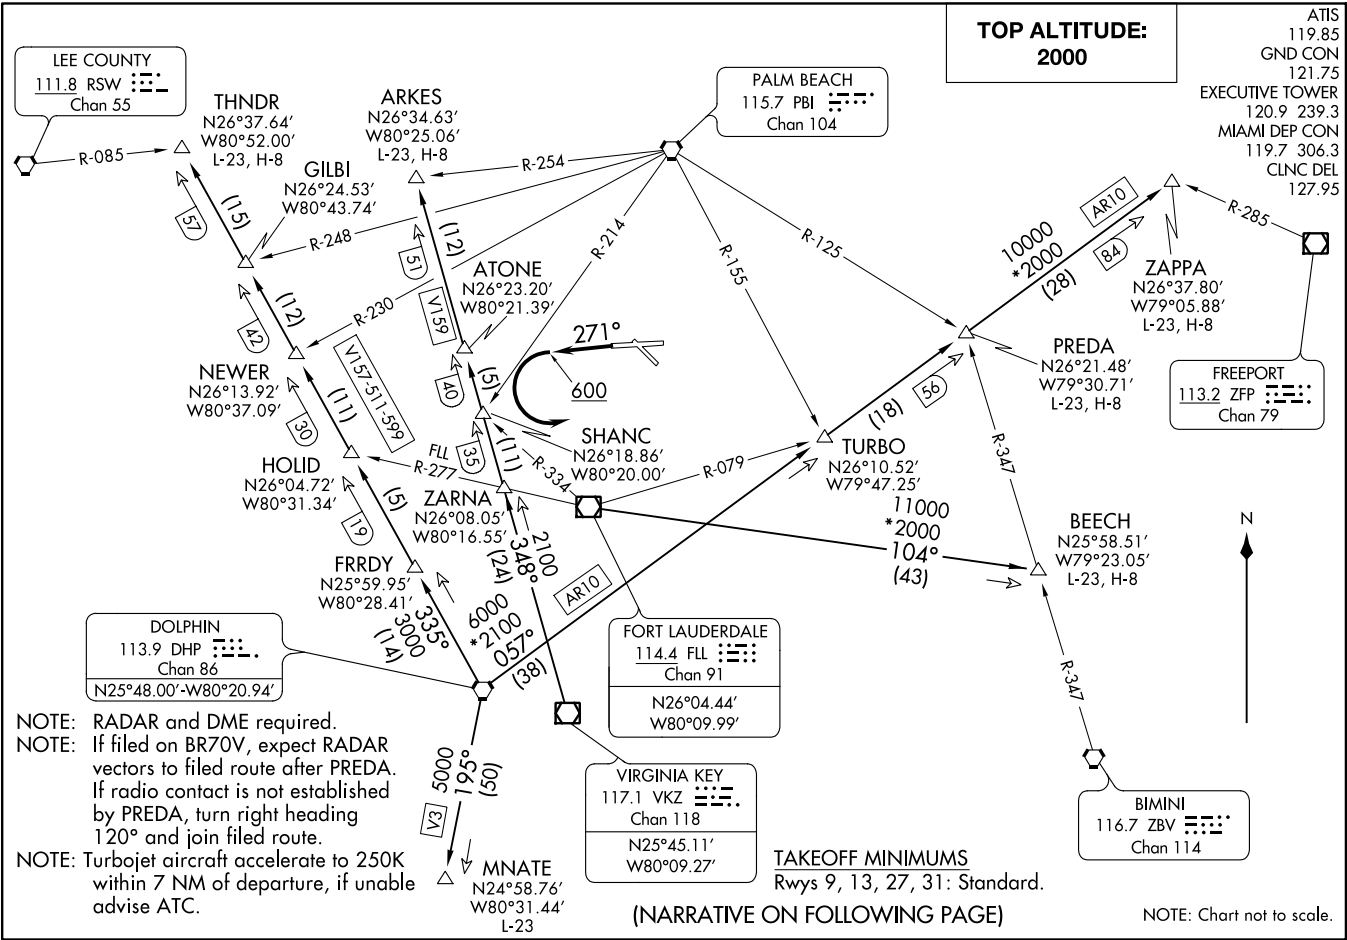 TOP ALTITUDE:
2000
ATIS
119.85
GND CON
121.75
EXECUTIVE TOWER
120.9 239.3
MIAMI DEP CON
119.7 306.3
CLNC DEL
127.95
LEE COUNTY
111.8 RSW
Chan 55
R-085
THNDR
N26°37.64′
W80°52.00′
L-23, H-8
ARKES
N26°34.63′
W80°25.06′
L-23, H-8
PALM BEACH
115.7 PBI
Chan 104
GILBI
N26°24.53′
W80°43.74′
R-254
R-248
R-230
R-214
R-155
R-125
57
(15)
(12)
51
V159
ATONE
N26°23.20′
W80°21.39′
10000
*2000
(28)
AR10
84
ZAPPA
N26°37.80′
W79°05.88′
L-23, H-8
R-285
FREEPORT
113.2 ZFP
Chan 79
42
(12)
NEWER
N26°13.92′
W80°37.09′
V157-511-599
40
(5)
271°
600
PREDA
N26°21.48′
W79°30.71′
L-23, H-8
56
(18)
30
(11)
SHANC
N26°18.86′
W80°20.00′
35
(11)
R-334
FLL
R-277
R-079
TURBO
N26°10.52′
W79°47.25′
R-347
HOLID
N26°04.72′
W80°31.34′
19
(5)
ZARNA
N26°08.05′
W80°16.55′
2100
348°
(24)
11000
*2000
104°
(43)
BEECH
N25°58.51′
W79°23.05′
L-23, H-8
N
FRRDY
N25°59.95′
W80°28.41′
335°
3000
(14)
6000
*2100
057°
(38)
AR10
DOLPHIN
113.9 DHP
Chan 86
N25°48.00′-W80°20.94′
FORT LAUDERDALE
114.4 FLL
Chan 91
N26°04.44′
W80°09.99′
R-347
NOTE: RADAR and DME required.
NOTE: If filed on BR70V, expect RADAR
vectors to filed route after PREDA.
If radio contact is not established
by PREDA, turn right heading
120° and join filed route.
NOTE: Turbojet aircraft accelerate to 250K
within 7 NM of departure, if unable
advise ATC.
V3
5000
195°
(50)
MNATE
N24°58.76′
W80°31.44′
L-23
VIRGINIA KEY
117.1 VKZ
Chan 118
N25°45.11′
W80°09.27′
BIMINI
116.7 ZBV
Chan 114
TAKEOFF MINIMUMS
Rwys 9, 13, 27, 31: Standard.
(NARRATIVE ON FOLLOWING PAGE)
NOTE: Chart not to scale.